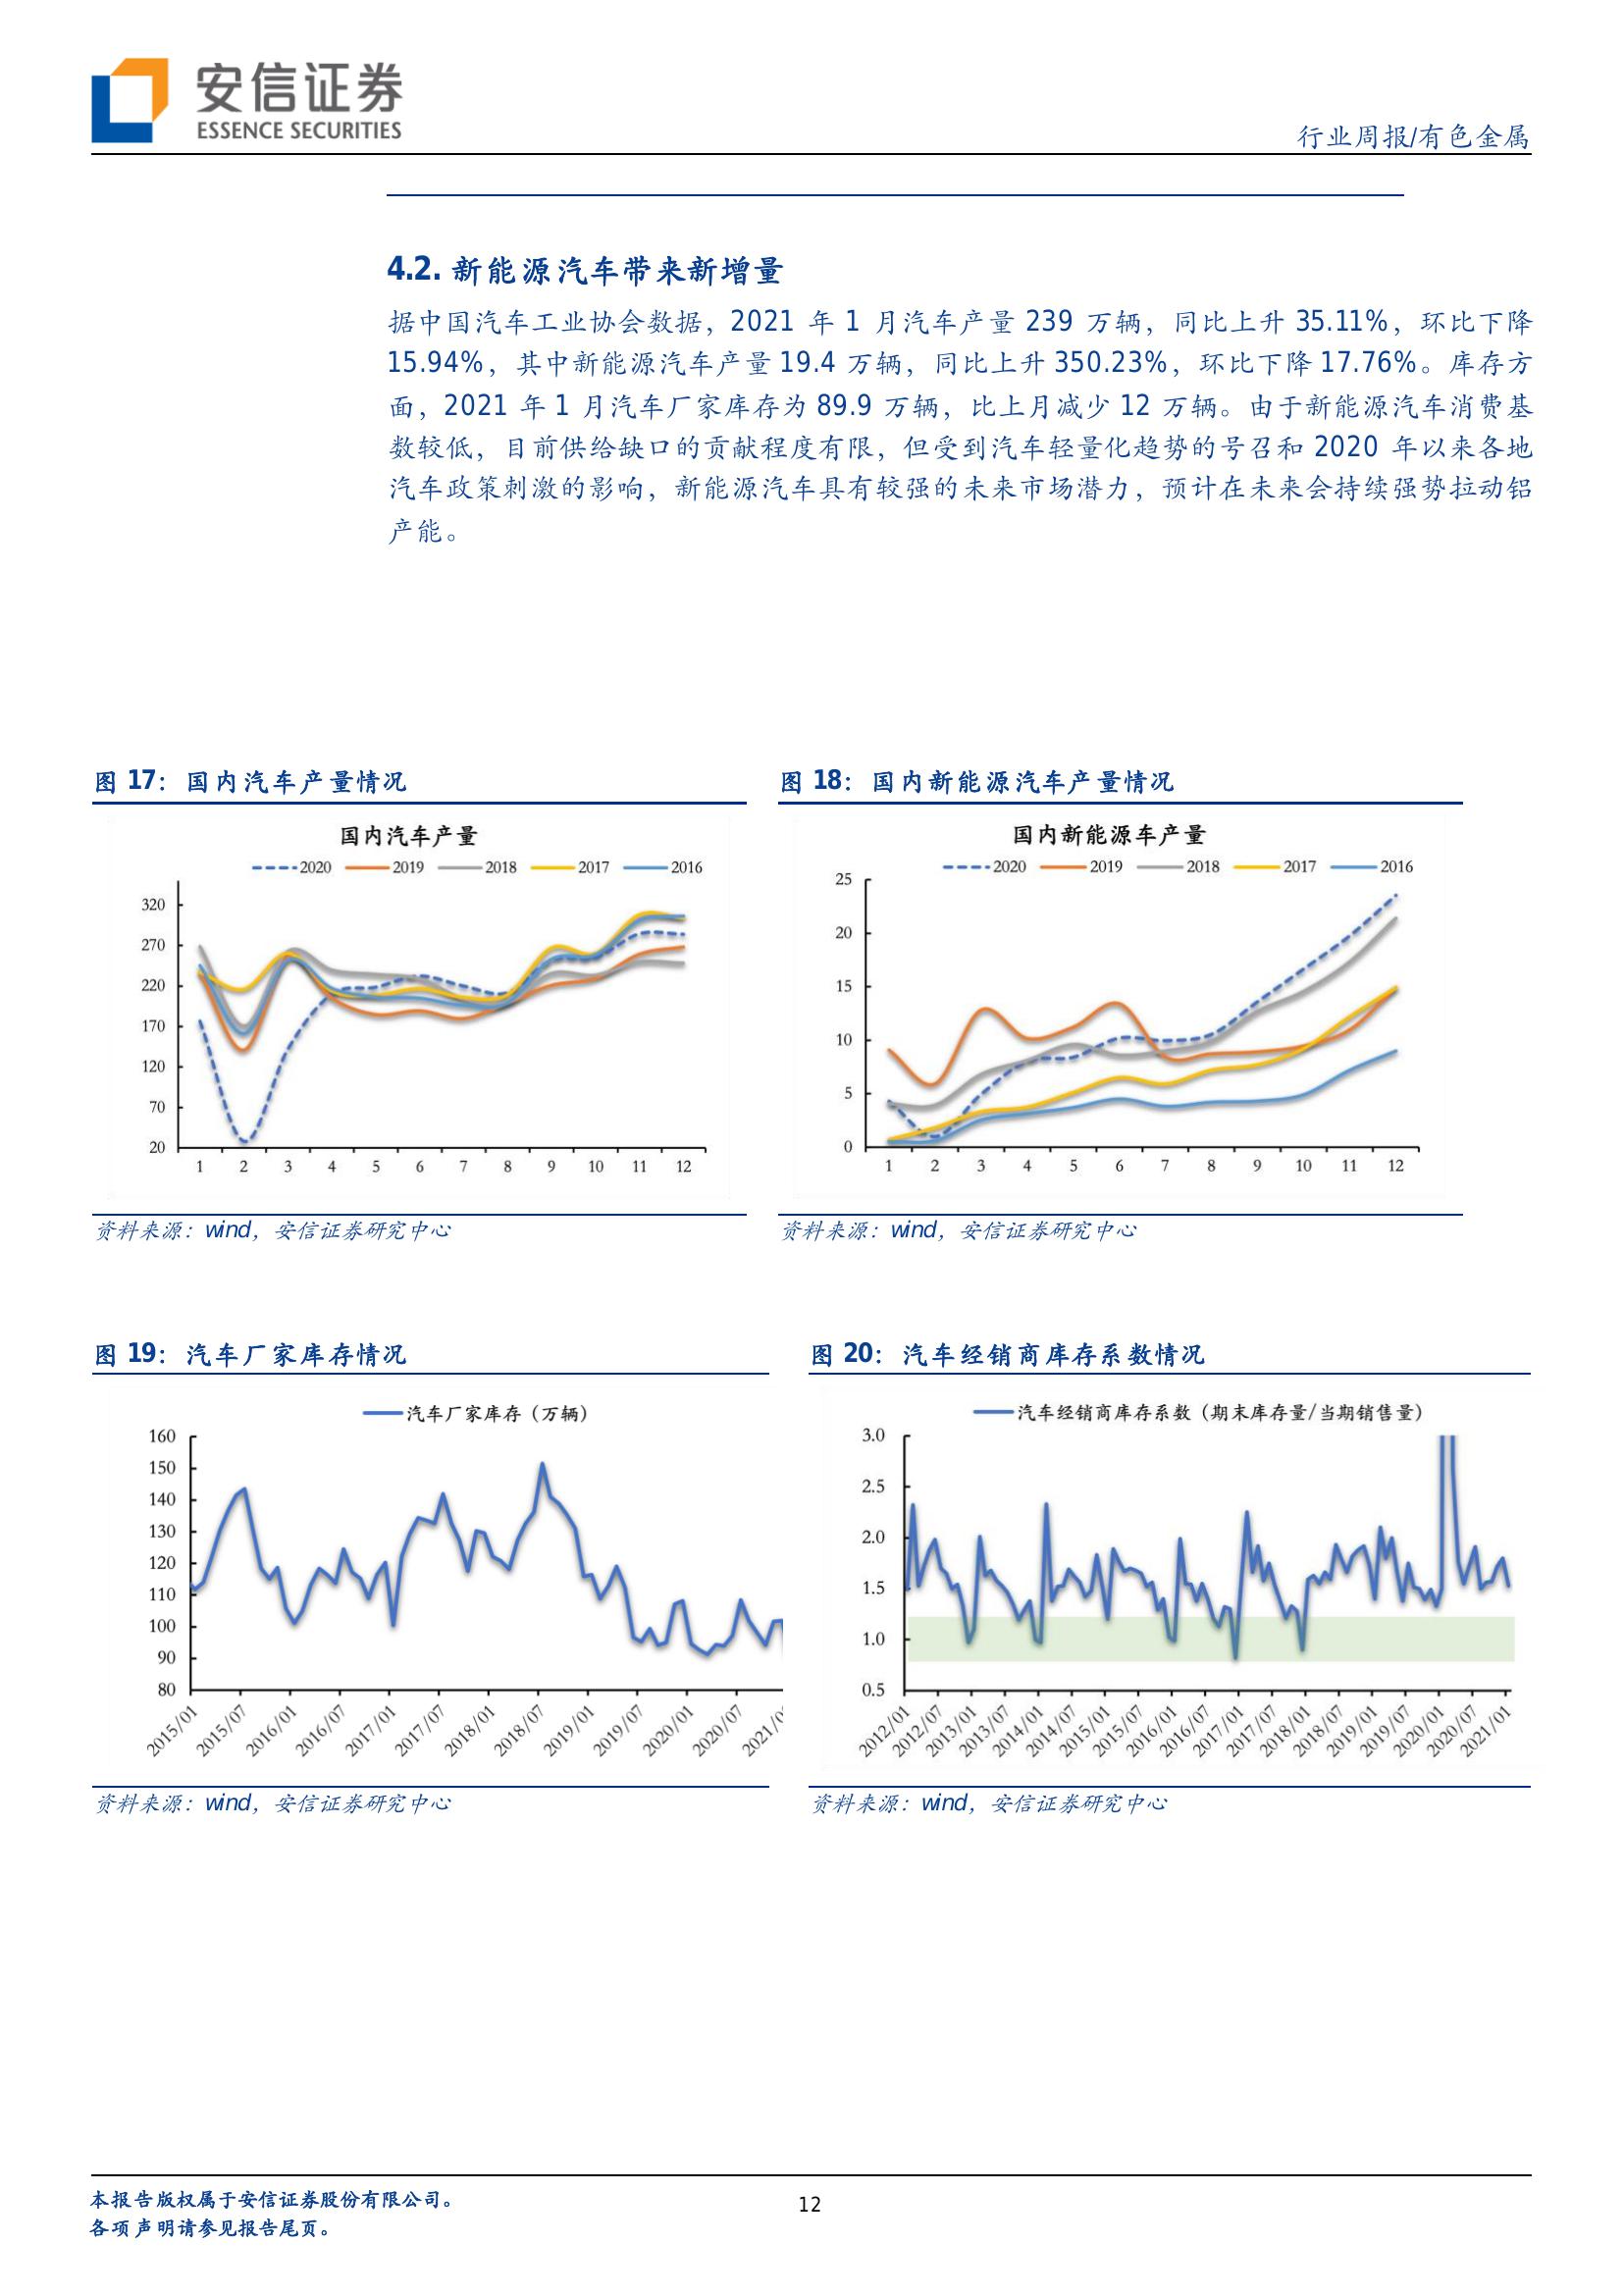 安信证券
ESSENCE SECURITIES
行业周报/有色金属
4.2. 新能源汽车带来新增量
据中国汽车工业协会数据，2021 年 1 月汽车产量 239 万辆，同比上升 35.11%，环比下降
15.94%，其中新能源汽车产量 19.4 万辆，同比上升 350.23%，环比下降 17.76%。库存方
面，2021 年 1 月汽车厂家库存为 89.9 万辆，比上月减少 12 万辆。由于新能源汽车消费基
数较低，目前供给缺口的贡献程度有限，但受到汽车轻量化趋势的号召和 2020 年以来各地
汽车政策刺激的影响，新能源汽车具有较强的未来市场潜力，预计在未来会持续强势拉动铝
产能。
图 17：国内汽车产量情况
国内汽车产量
2020 2019 2018 2017 2016
320
270
220
170
120
70
20
1 2 3 4 5 6 7 8 9 10 11 12
资料来源：wind，安信证券研究中心
图 18：国内新能源汽车产量情况
国内新能源车产量
2020 2019 2018 2017 2016
25
20
15
10
5
0
1 2 3 4 5 6 7 8 9 10 11 12
资料来源：wind，安信证券研究中心
图 19：汽车厂家库存情况
汽车厂家库存（万辆）
160
150
140
130
120
110
100
90
80
2015/01 2015/07 2016/01 2016/07 2017/01 2017/07 2018/01 2018/07 2019/01 2019/07 2020/01 2020/07 2021/0
资料来源：wind，安信证券研究中心
图 20：汽车经销商库存系数情况
汽车经销商库存系数（期末库存量/当期销售量）
3.0
2.5
2.0
1.5
1.0
0.5
2012/01 2012/07 2013/01 2013/07 2014/01 2014/07 2015/01 2015/07 2016/01 2016/07 2017/01 2017/07 2018/01 2018/07 2019/01 2019/07 2020/01 2020/07 2021/01
资料来源：wind，安信证券研究中心
本报告版权属于安信证券股份有限公司。
各项声明请参见报告尾页。
12